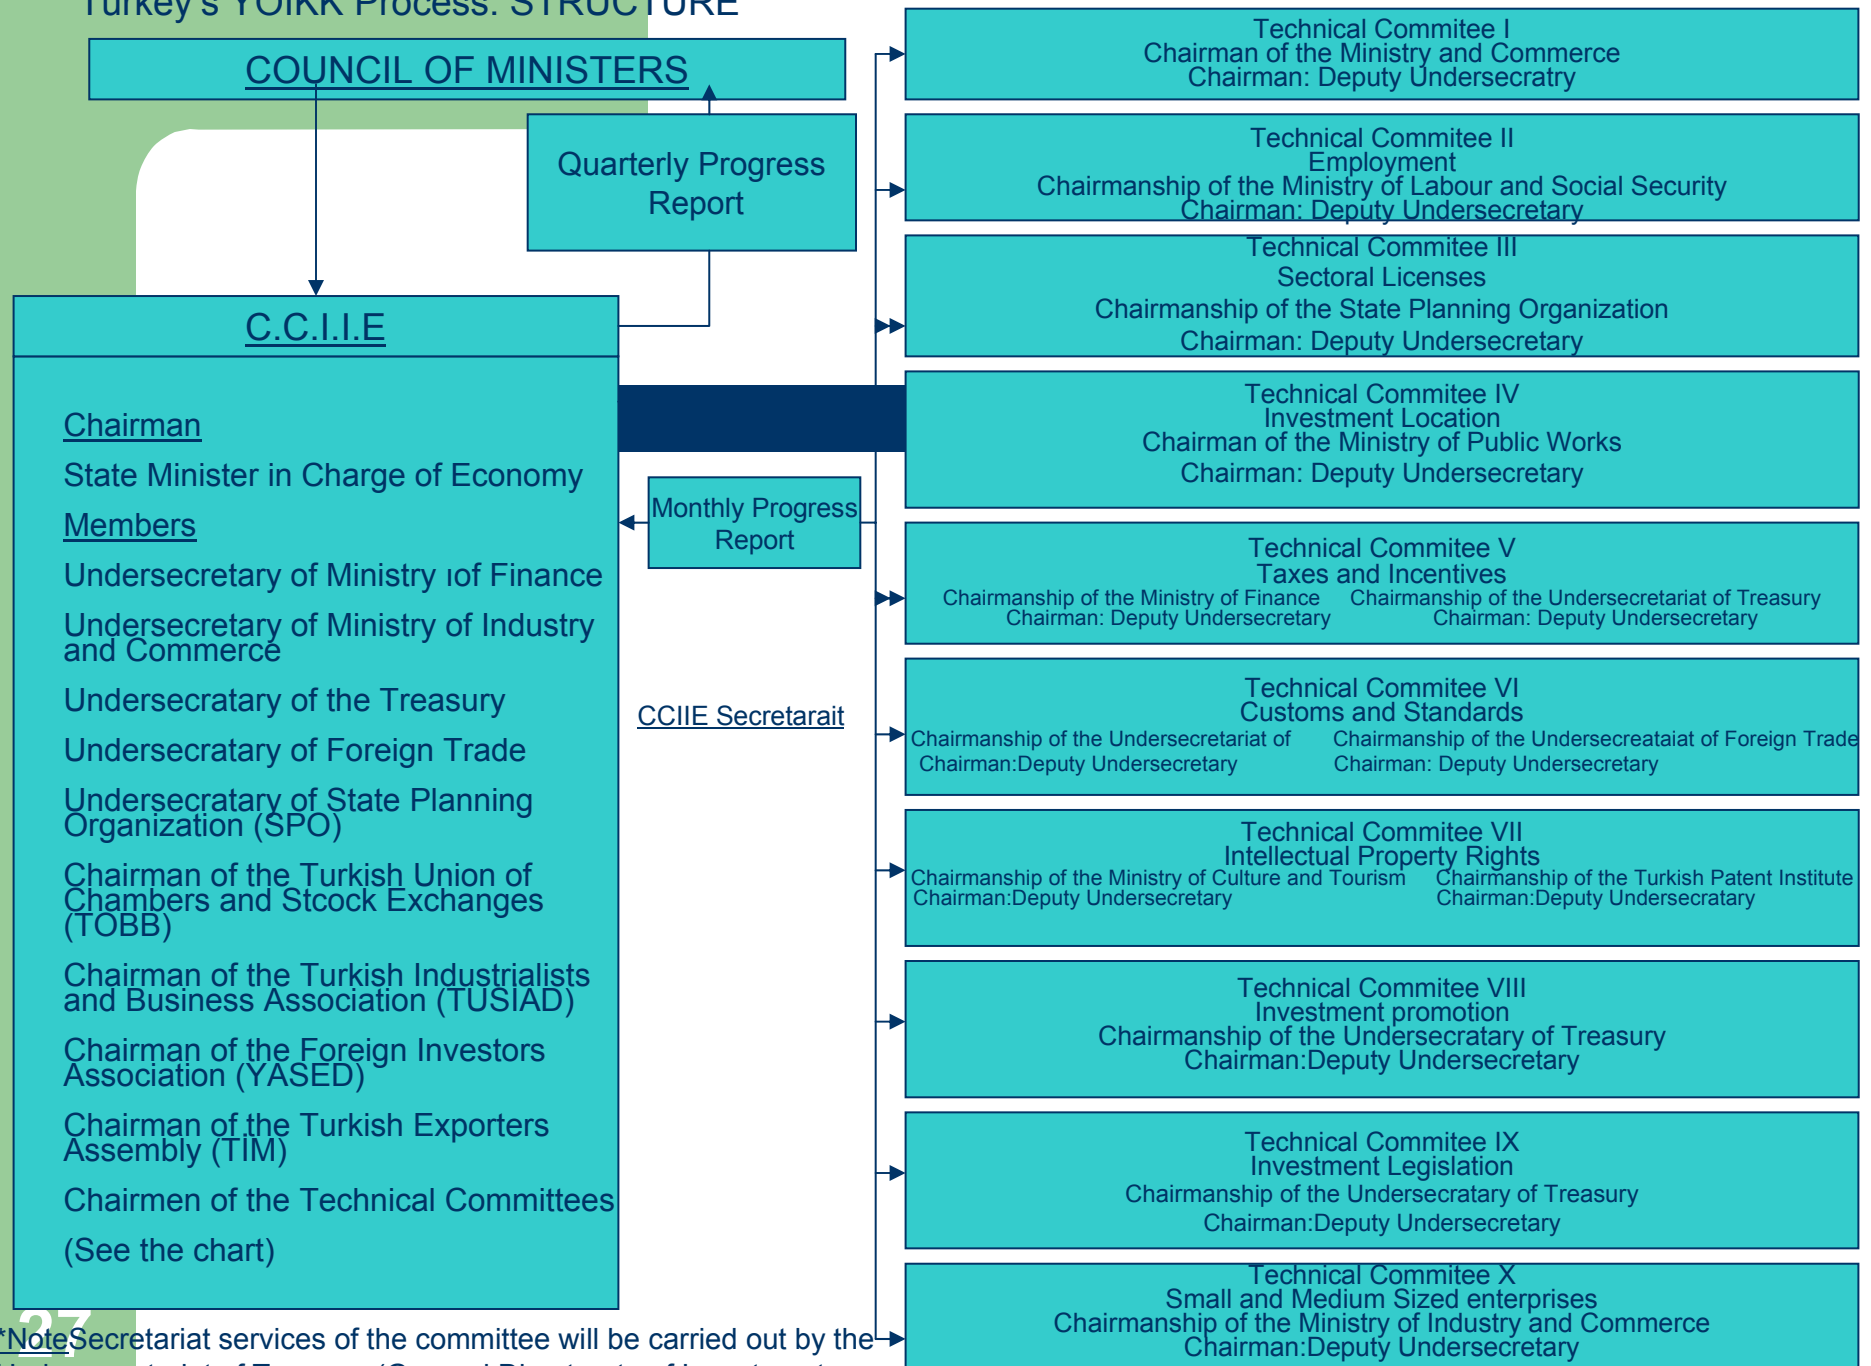 Turkey's YOIKK Process: STRUCTURE
COUNCIL OF MINISTERS
Quarterly Progress
Report
C.C.I.I.E
Chairman
State Minister in Charge of Economy
Members
Undersecretary of Ministry ıof Finance
Undersecretary of Ministry of Industry
and Commerce
Undersecratary of the Treasury
Undersecratary of Foreign Trade
Undersecratary of State Planning
Organization (SPO)
Chairman of the Turkish Union of
Chambers and Stcock Exchanges
(TOBB)
Chairman of the Turkish Industrialists
and Business Association (TUSIAD)
Chairman of the Foreign Investors
Association (YASED)
Chairman of the Turkish Exporters
Assembly (TİM)
Chairmen of the Technical Committees
(See the chart)
Monthly Progress
Report
CCIIE Secretarait
Technical Commitee I
Chairman of the Ministry and Commerce
Chairman: Deputy Undersecratry
Technical Commitee II
Employment
Chairmanship of the Ministry of Labour and Social Security
Chairman: Deputy Undersecretary
Technical Commitee III
Sectoral Licenses
Chairmanship of the State Planning Organization
Chairman: Deputy Undersecretary
Technical Commitee IV
Investment Location
Chairman of the Ministry of Public Works
Chairman: Deputy Undersecretary
Technical Commitee V
Taxes and Incentives
Chairmanship of the Ministry of Finance Chairmanship of the Undersecretariat of Treasury
Chairman: Deputy Undersecretary Chairman: Deputy Undersecretary
Technical Commitee VI
Customs and Standards
Chairmanship of the Undersecretariat of Chairmanship of the Undersecreataiat of Foreign Trade
Chairman:Deputy Undersecretary Chairman: Deputy Undersecretary
Technical Commitee VII
Intellectual Property Rights
Chairmanship of the Ministry of Culture and Tourism Chairmanship of the Turkish Patent Institute
Chairman:Deputy Undersecretary Chairman:Deputy Undersecratary
Technical Commitee VIII
Investment promotion
Chairmanship of the Undersecratary of Treasury
Chairman:Deputy Undersecretary
Technical Commitee IX
Investment Legislation
Chairmanship of the Undersecratary of Treasury
Chairman:Deputy Undersecretary
Technical Commitee X
Small and Medium Sized enterprises
Chairmanship of the Ministry of Industry and Commerce
Chairman:Deputy Undersecretary
27
*NoteSecretariat services of the committee will be carried out by the